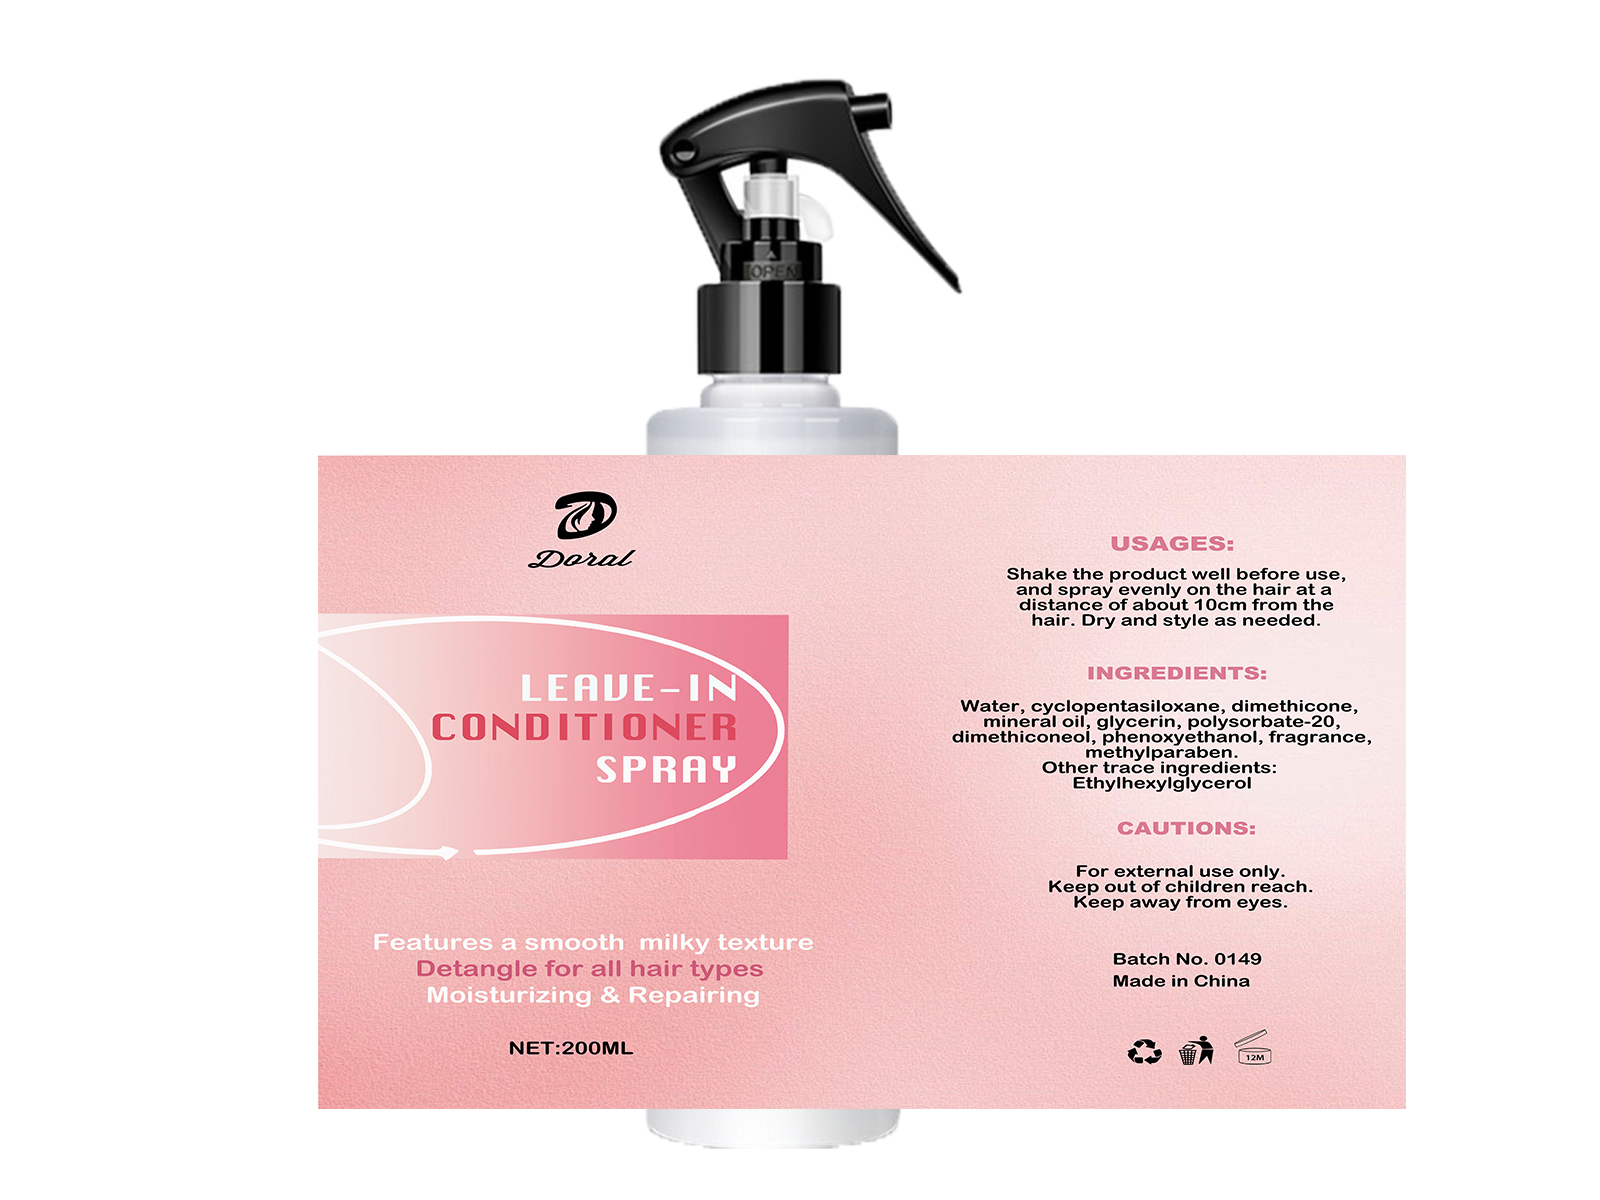 OPEN
Doral
LEAVE-IN
CONDITIONER
SPRAY
Features a smooth milky texture
Detangle for all hair types
Moisturizing & Repairing
NET:200ML
USAGES:
Shake the product well before use,
and spray evenly on the hair at a
distance of about 10cm from the
hair. Dry and style as needed.
INGREDIENTS:
Water, cyclopentasiloxane, dimethicone,
mineral oil, glycerin, polysorbate-20,
dimethiconeol, phenoxyethanol, fragrance,
methylparaben.
Other trace ingredients:
Ethylhexylglycerol
CAUTIONS:
For external use only.
Keep out of children reach.
Keep away from eyes.
Batch No. 0149
Made in China
12M